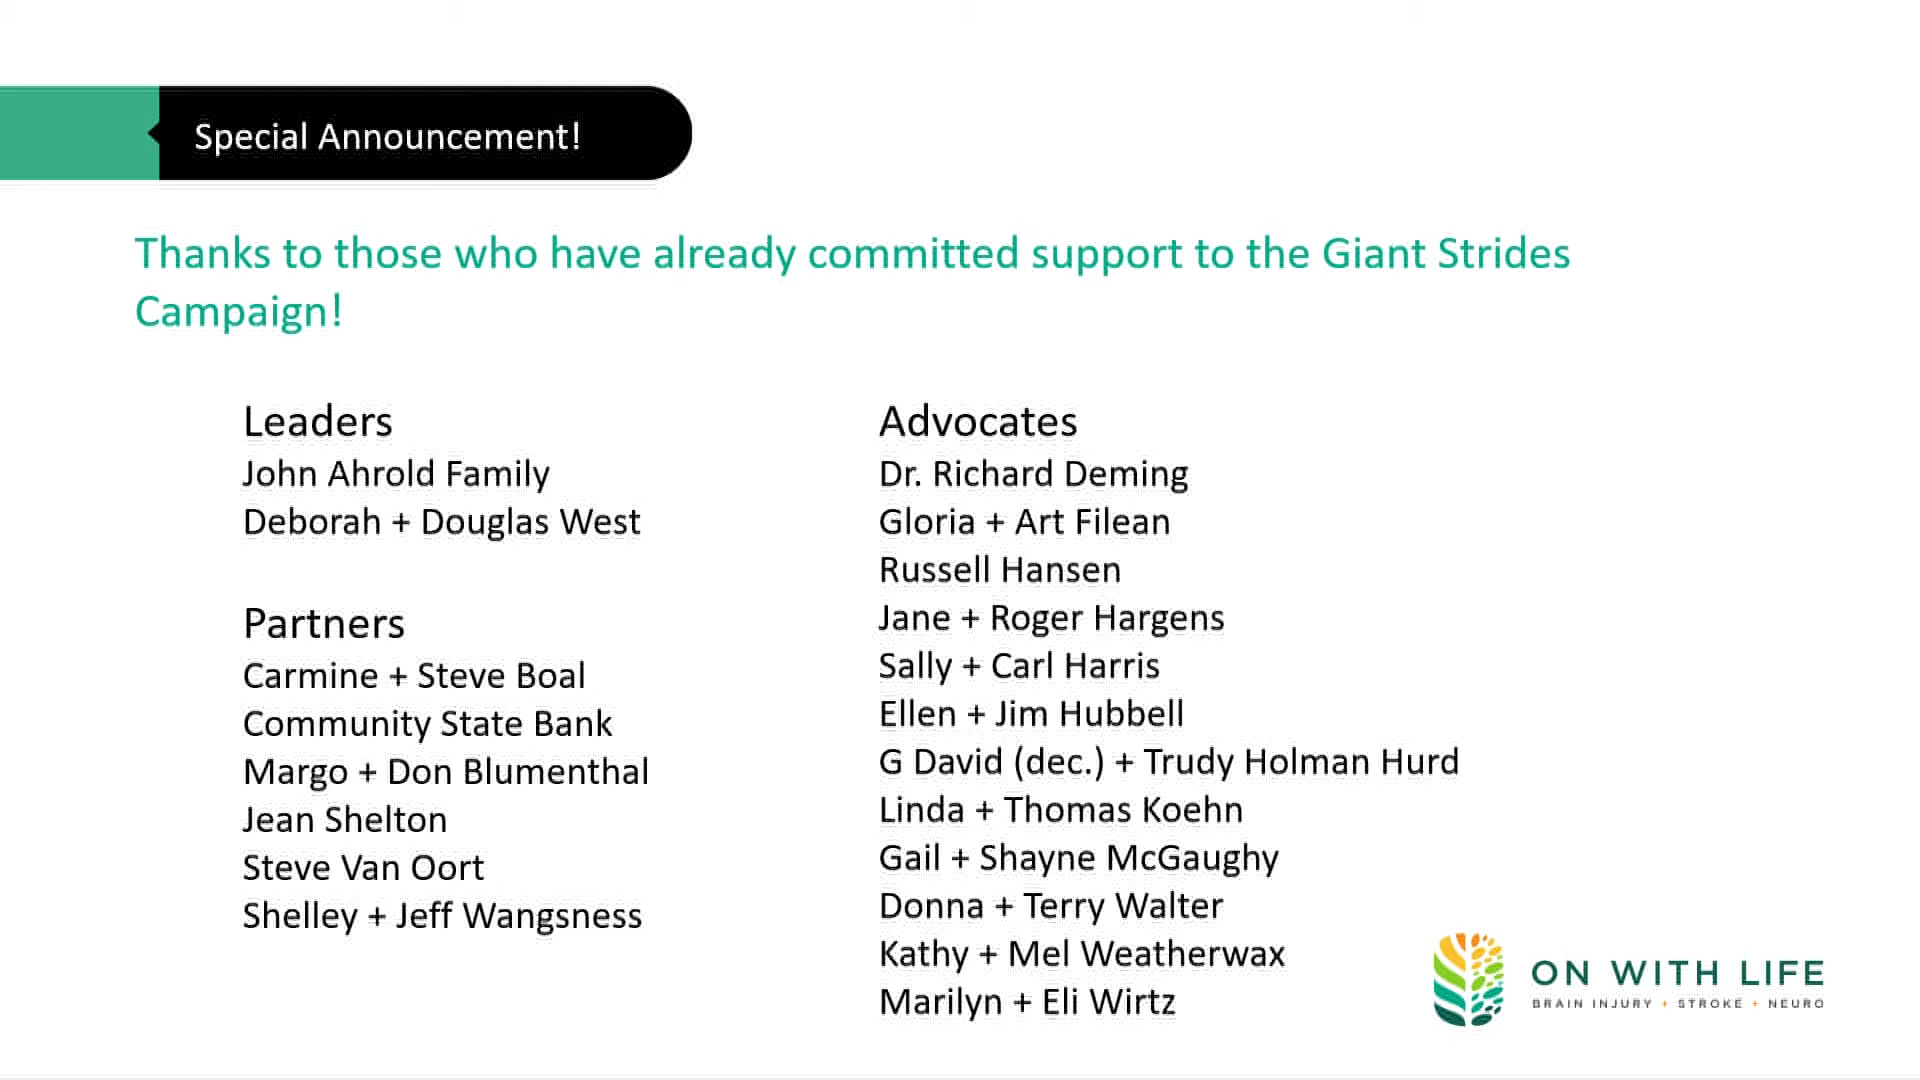 Special Announcement!
Thanks to those who have already committed support to the Giant Strides
Campaign!
Leaders
John Ahrold Family
Deborah + Douglas West
Partners
Carmine + Steve Boal
Community State Bank
Margo + Don Blumenthal
Jean Shelton
Steve Van Oort
Shelley + Jeff Wangsness
Advocates
Dr. Richard Deming
Gloria + Art Filean
Russell Hansen
Jane + Roger Hargens
Sally + Carl Harris
Ellen + Jim Hubbell
G David (dec.) + Trudy Holman Hurd
Linda + Thomas Koehn
Gail + Shayne McGaughy
Donna + Terry Walter
Kathy + Mel Weatherwax
Marilyn + Eli Wirtz
ON WITH LIFE
BRAIN INJURY + STROKE + NEURO